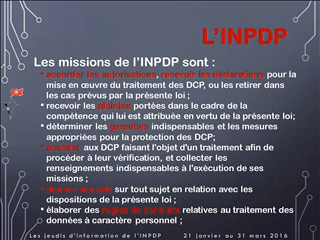 L'INPDP
Les missions de l'INPDP sont :
• accorder les autorisations, recevoir les déclarations pour la
mise en œuvre du traitement des DCP, ou les retirer dans
les cas prévus par la présente loi ;
• recevoir les plaintes portées dans le cadre de la
compétence qui lui est attribuée en vertu de la présente loi;
• déterminer les garanties indispensables et les mesures
appropriées pour la protection des DCP;
• accéder aux DCP faisant l'objet d'un traitement afin de
procéder à leur vérification, et collecter les
renseignements indispensables à l'exécution de ses
missions ;
• donner son avis sur tout sujet en relation avec les
dispositions de la présente loi ;
• élaborer des règles de conduite relatives au traitement des
données à caractère personnel ;
Les jeudis d'information de l'INPDP 21 janvier au 31 mars 2016